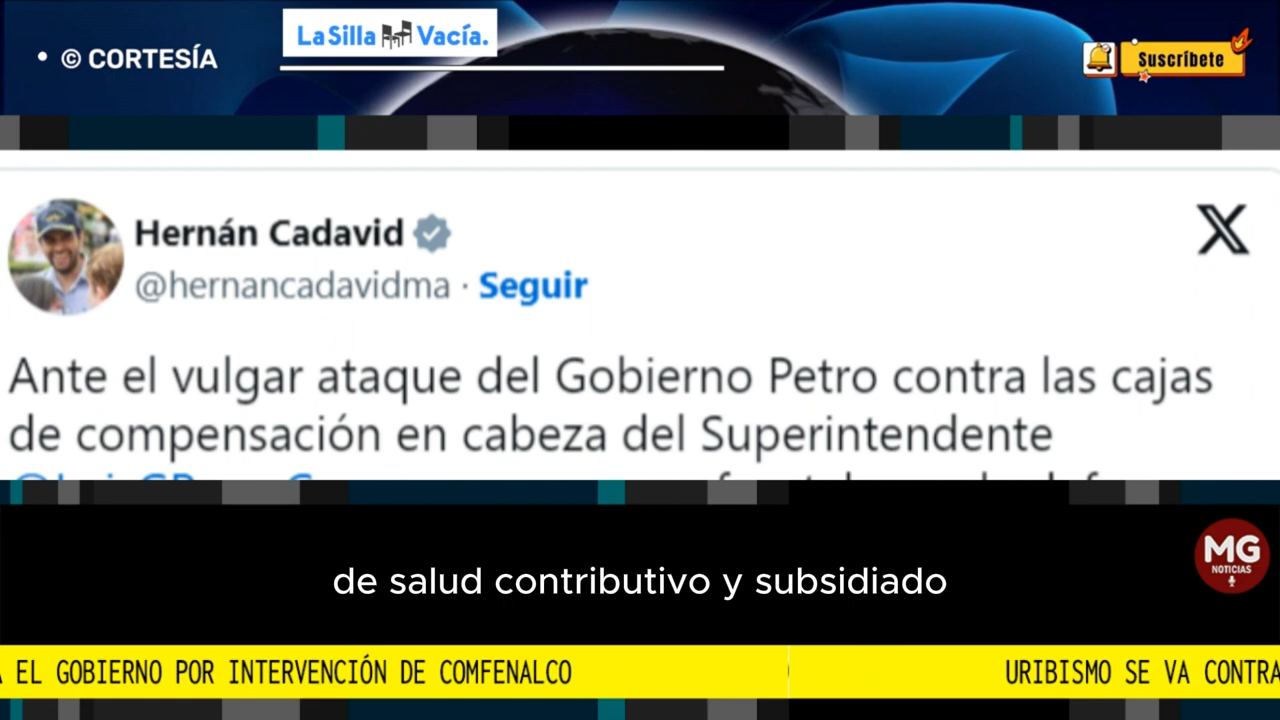 • © CORTESÍA
La Silla Vacía.
Suscríbete
Hernán Cadavid
@hernancadavidma · Seguir
Ante el vulgar ataque del Gobierno Petro contra las cajas
de compensación en cabeza del Superintendente
de salud contributivo y subsidiado
MG
NOTICIAS
EL GOBIERNO POR INTERVENCIÓN DE COMFENALCO
URIBISMO SE VA CONTRA